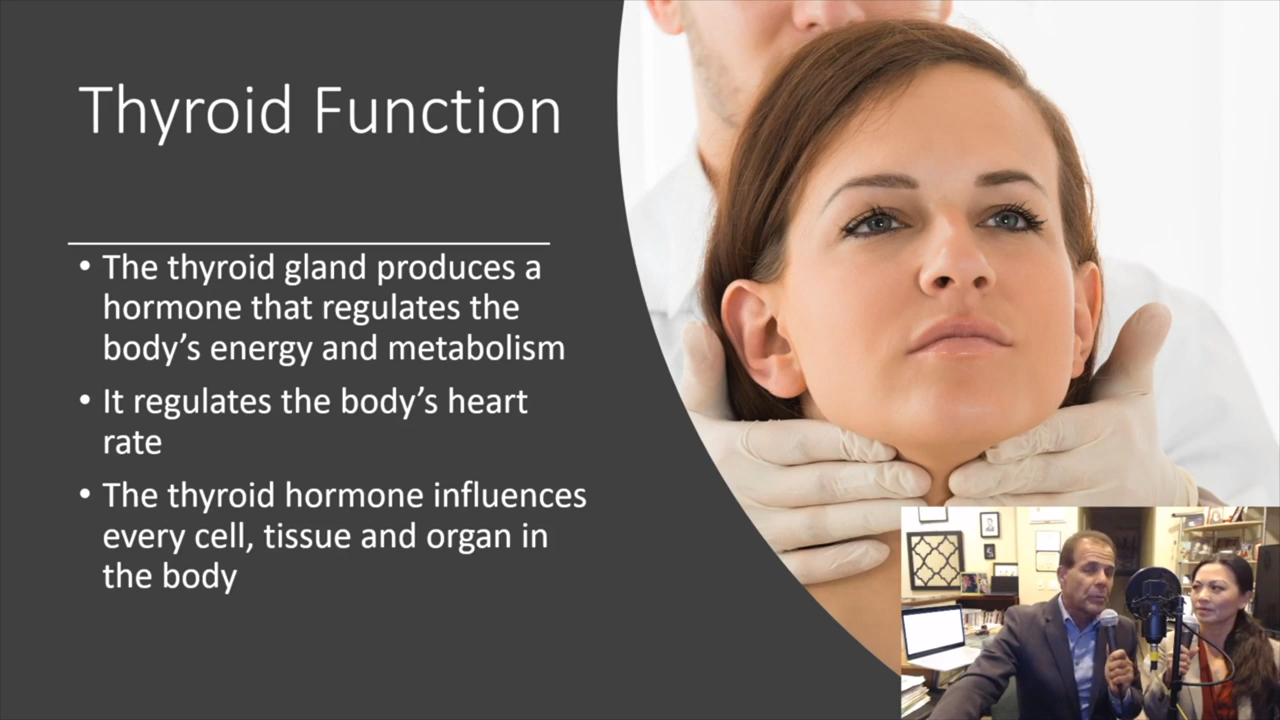 Thyroid Function
• The thyroid gland produces a
hormone that regulates the
body’s energy and metabolism
• It regulates the body’s heart
rate
• The thyroid hormone influences
every cell, tissue and organ in
the body